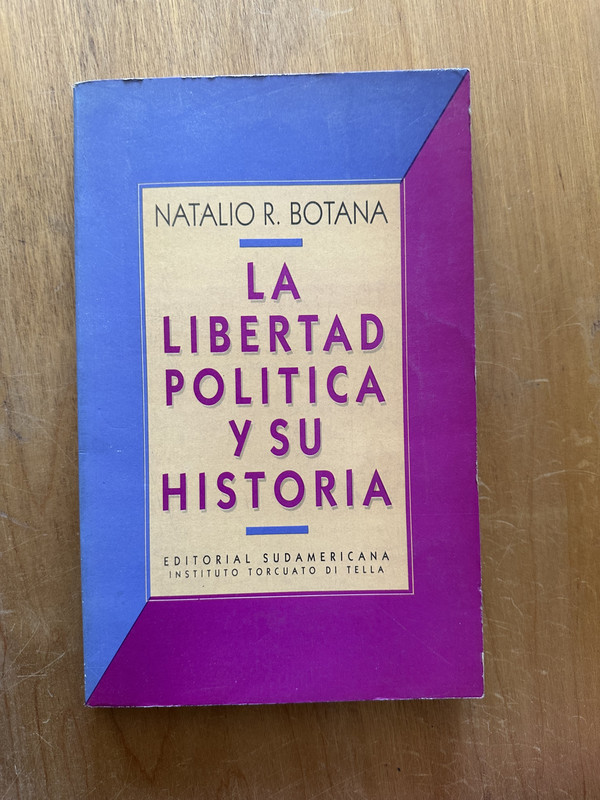 NATALIO R. BOTANA
LA
LIBERTAD
POLITICA
Y SU
HISTORIA
EDITORIAL SUDAMERICANA
INSTITUTO TORCUATO DI TELLA